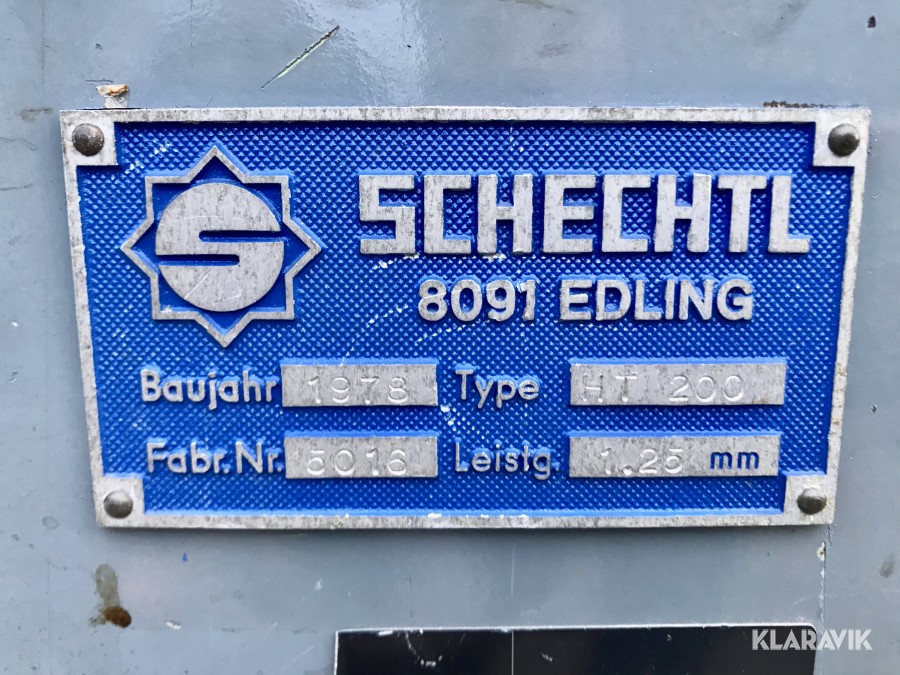 SCHECHTL
8091 EDLING
Baujahr 1978 Type HT 200
Fabr.Nr. 5016 Leistg. 1.25 mm
KLARAVIK